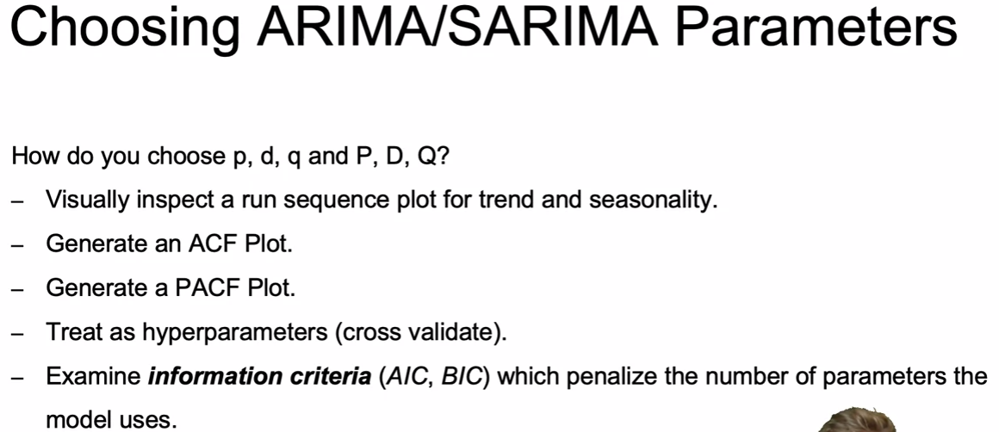 Choosing ARIMA/SARIMA Parameters
How do you choose p, d, q and P, D, Q?
– Visually inspect a run sequence plot for trend and seasonality.
– Generate an ACF Plot.
– Generate a PACF Plot.
– Treat as hyperparameters (cross validate).
– Examine information criteria (AIC, BIC) which penalize the number of parameters the
model uses.